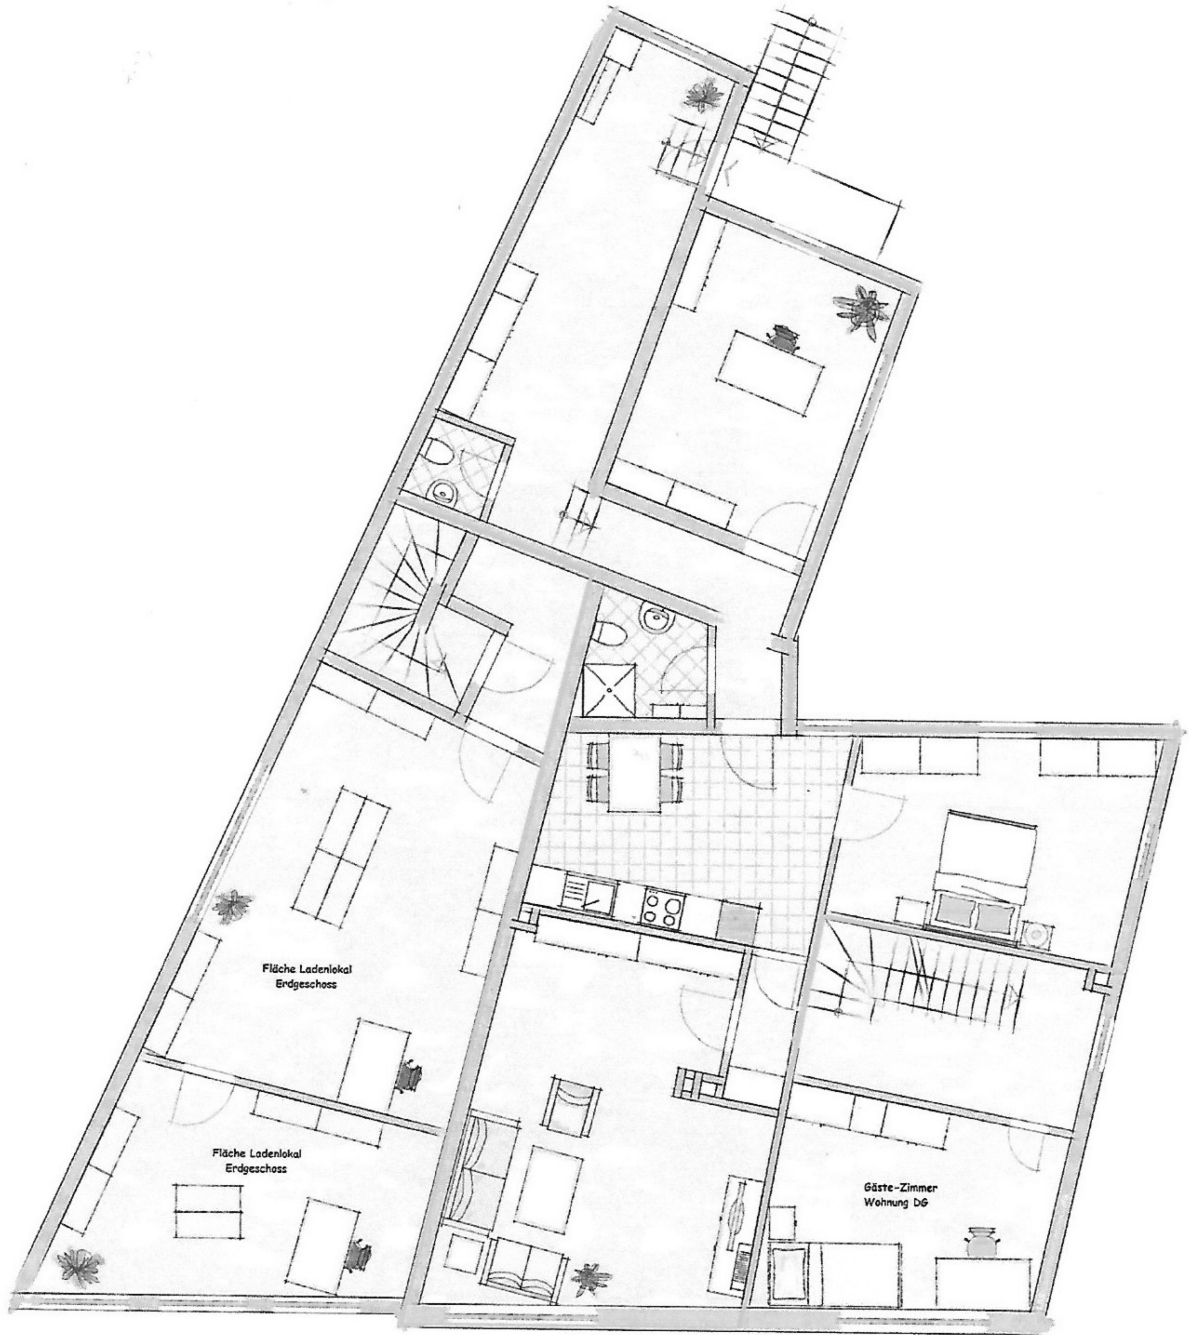 Fläche Ladenlokal
Erdgeschoss
Fläche Ladenlokal
Erdgeschoss
Gäste-Zimmer
Wohnung DG